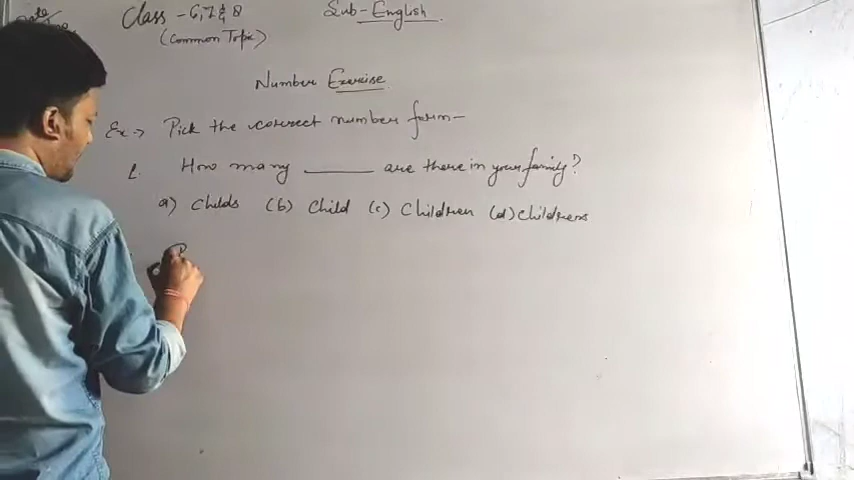 Class - 6,7 & 8 Sub - English
(Common Topic)
Number Exercise
Ex → Pick the correct number form -
1. How many ______ are there in your family?
a) Childs (b) Child (c) Children (d) Childrens